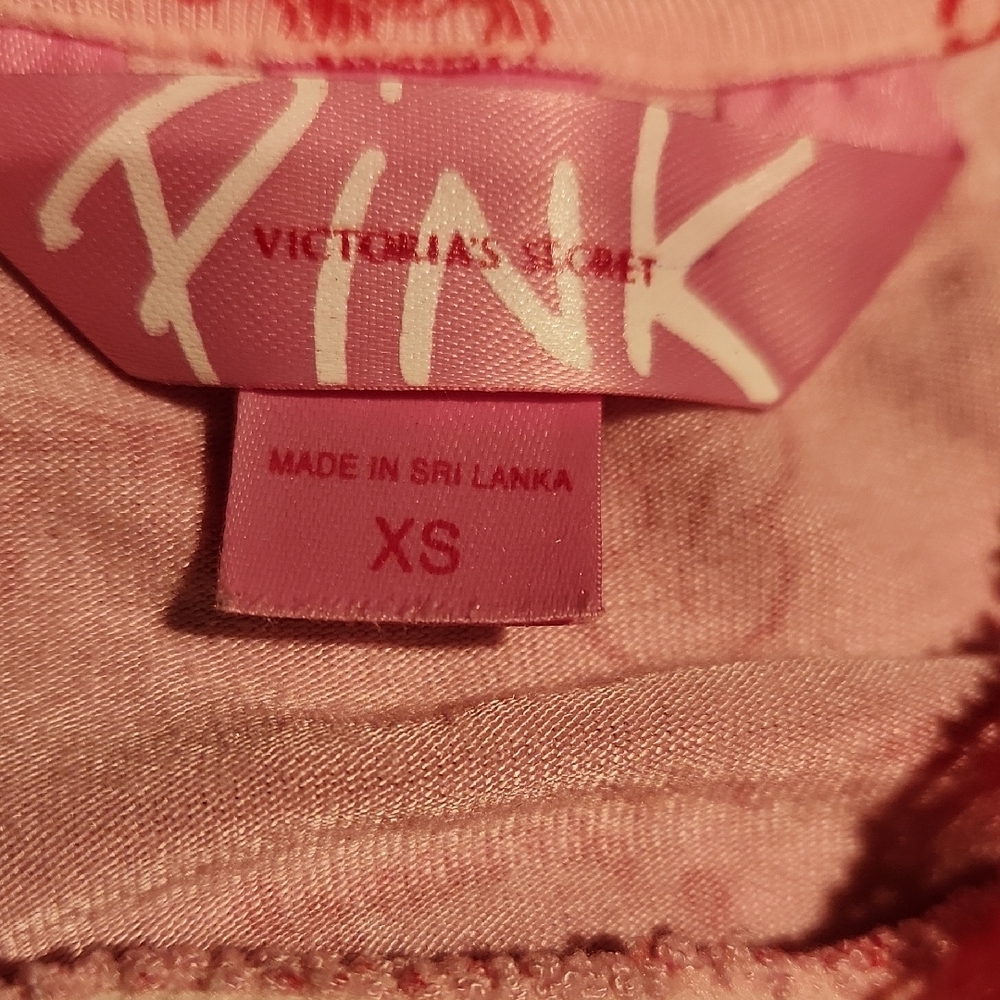 PINK
VICTORIA'S SECRET
MADE IN SRI LANKA
XS